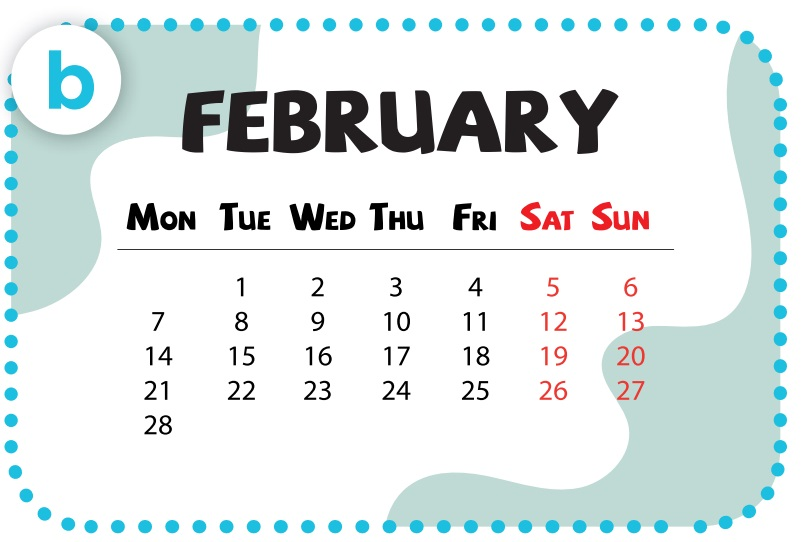 b
FEBRUARY
MON TUE WED THU FRI SAT SUN
1 2 3 4 5 6
7 8 9 10 11 12 13
14 15 16 17 18 19 20
21 22 23 24 25 26 27
28